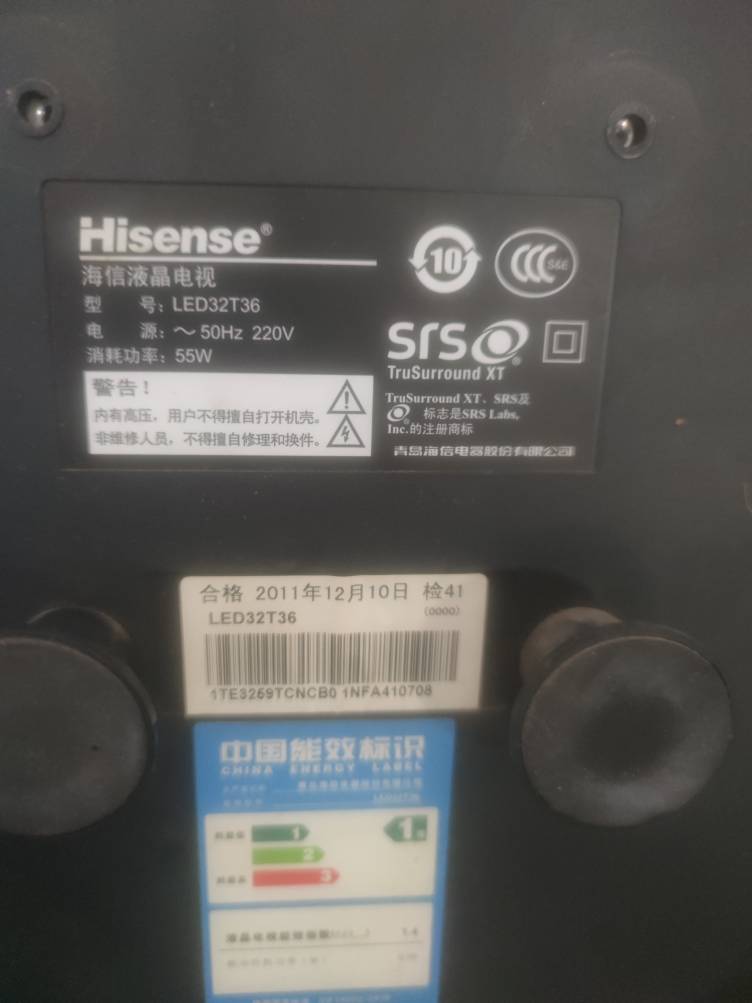 Hisense®
海信液晶电视
型 号：LED32T36
电 源：～50Hz 220V
消耗功率：55W
警告！
内有高压，用户不得擅自打开机壳。
非维修人员，不得擅自修理和换件。
10
CCC S&E
SRS®
TruSurround XT
TruSurround XT、SRS及
标志是SRS Labs,
Inc.的注册商标
青岛海信电器股份有限公司
合格 2011年12月10日 检41
LED32T36 (0000)
1TE3259TCNCB0 1NFA410708
中国能效标识
CHINA ENERGY LABEL
1
1
2
3